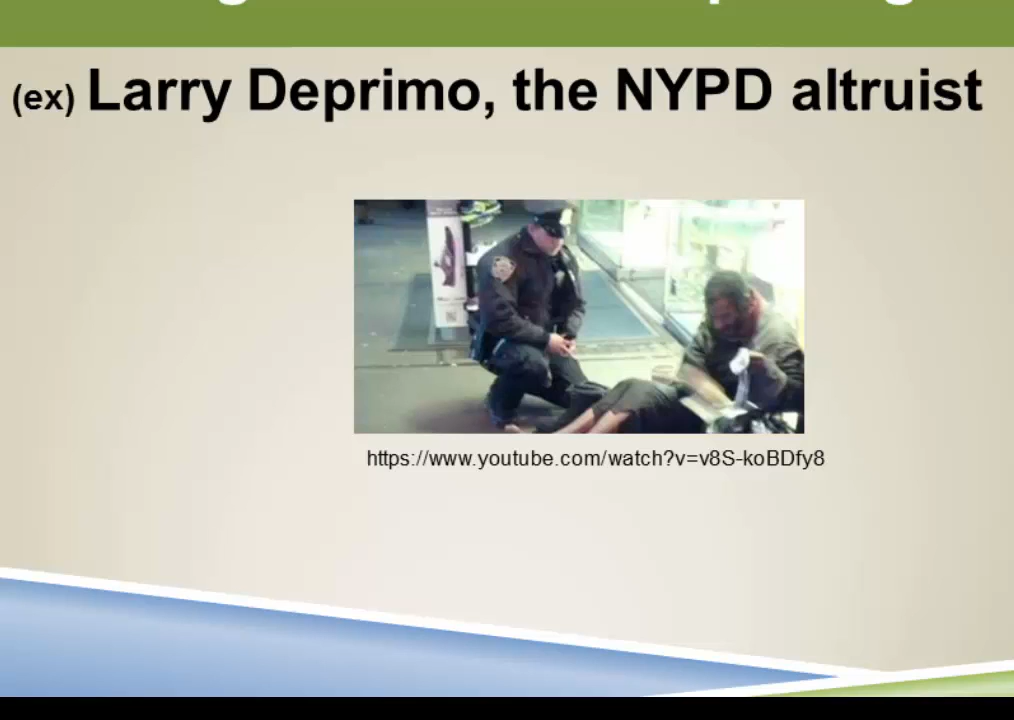 (ex) Larry Deprimo, the NYPD altruist
https://www.youtube.com/watch?v=v8S-koBDfy8